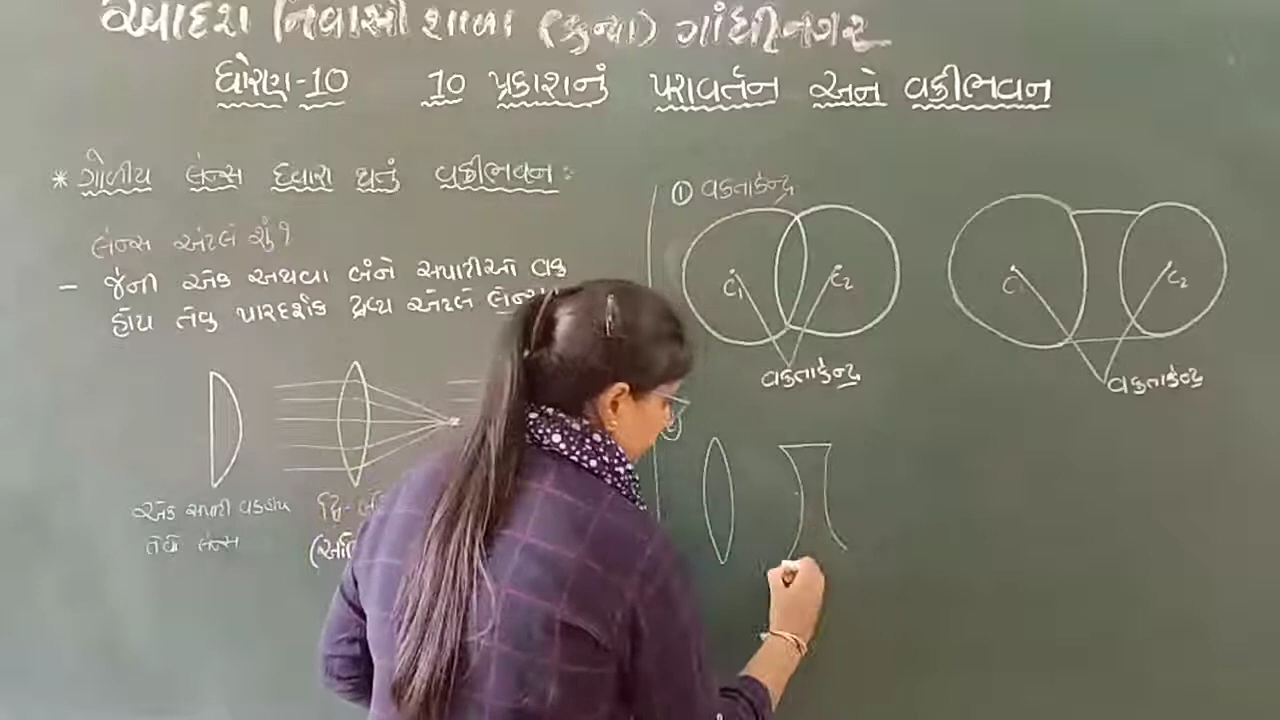 આદર્શ નિવાસી શાળા (કન્યા) ગાંધીનગર
ધોરણ-10 10 પ્રકાશનું પરાવર્તન અને વક્રીભવન
* ગોળીય લેન્સ દ્વારા થતું વક્રીભવન :
લેન્સ એટલે શું?
- જેની એક અથવા બંને સપાટીઓ વક્ર
હોય તેવું પારદર્શક દ્રવ્ય એટલે લેન્સ
એક સપાટી વક્ર હોય
તેવો લેન્સ
① વક્રતાકેન્દ્ર
C₁ C₂
વક્રતાકેન્દ્ર
C C₂
વક્રતાકેન્દ્ર